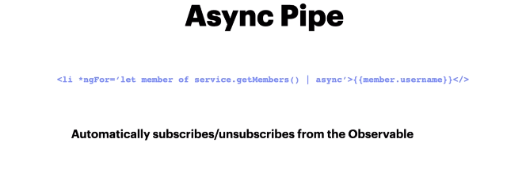 Async Pipe
<li *ngFor='let member of service.getMembers() | async'>{{member.username}}</>
Automatically subscribes/unsubscribes from the Observable